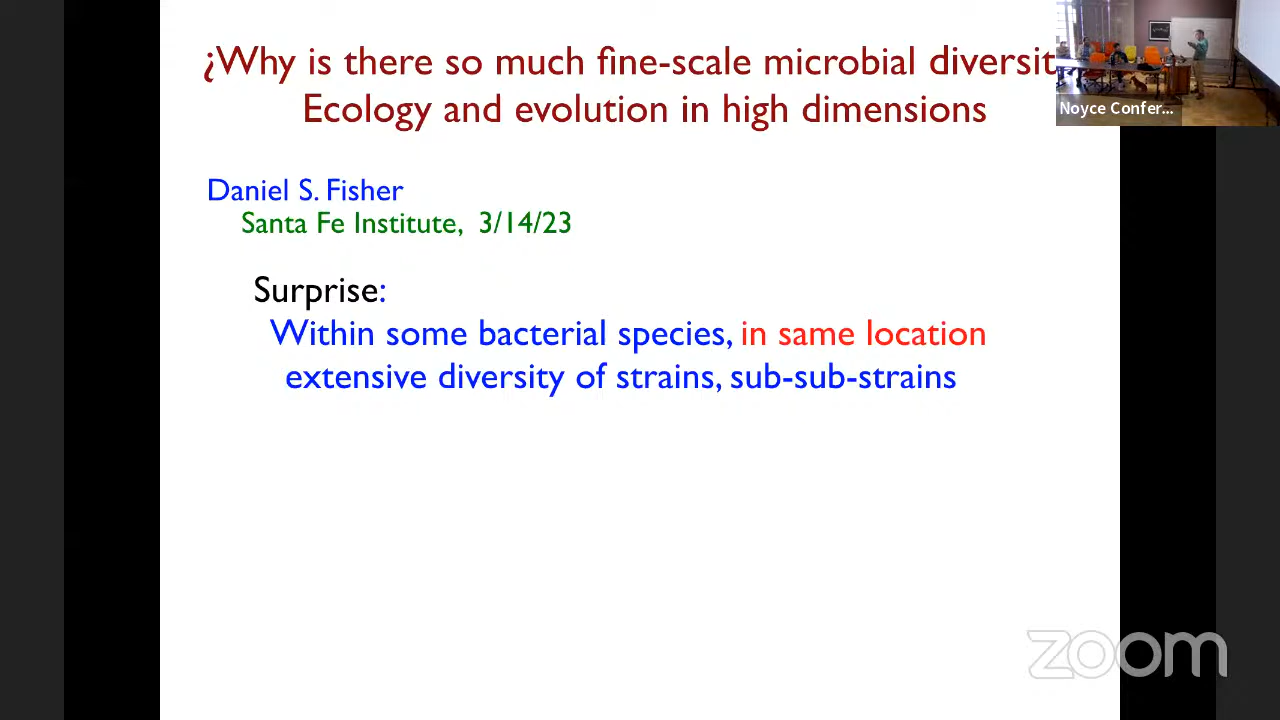 ¿Why is there so much fine-scale microbial diversit
Ecology and evolution in high dimensions
Noyce Confer...
Daniel S. Fisher
Santa Fe Institute, 3/14/23
Surprise:
Within some bacterial species, in same location
extensive diversity of strains, sub-sub-strains
zoom